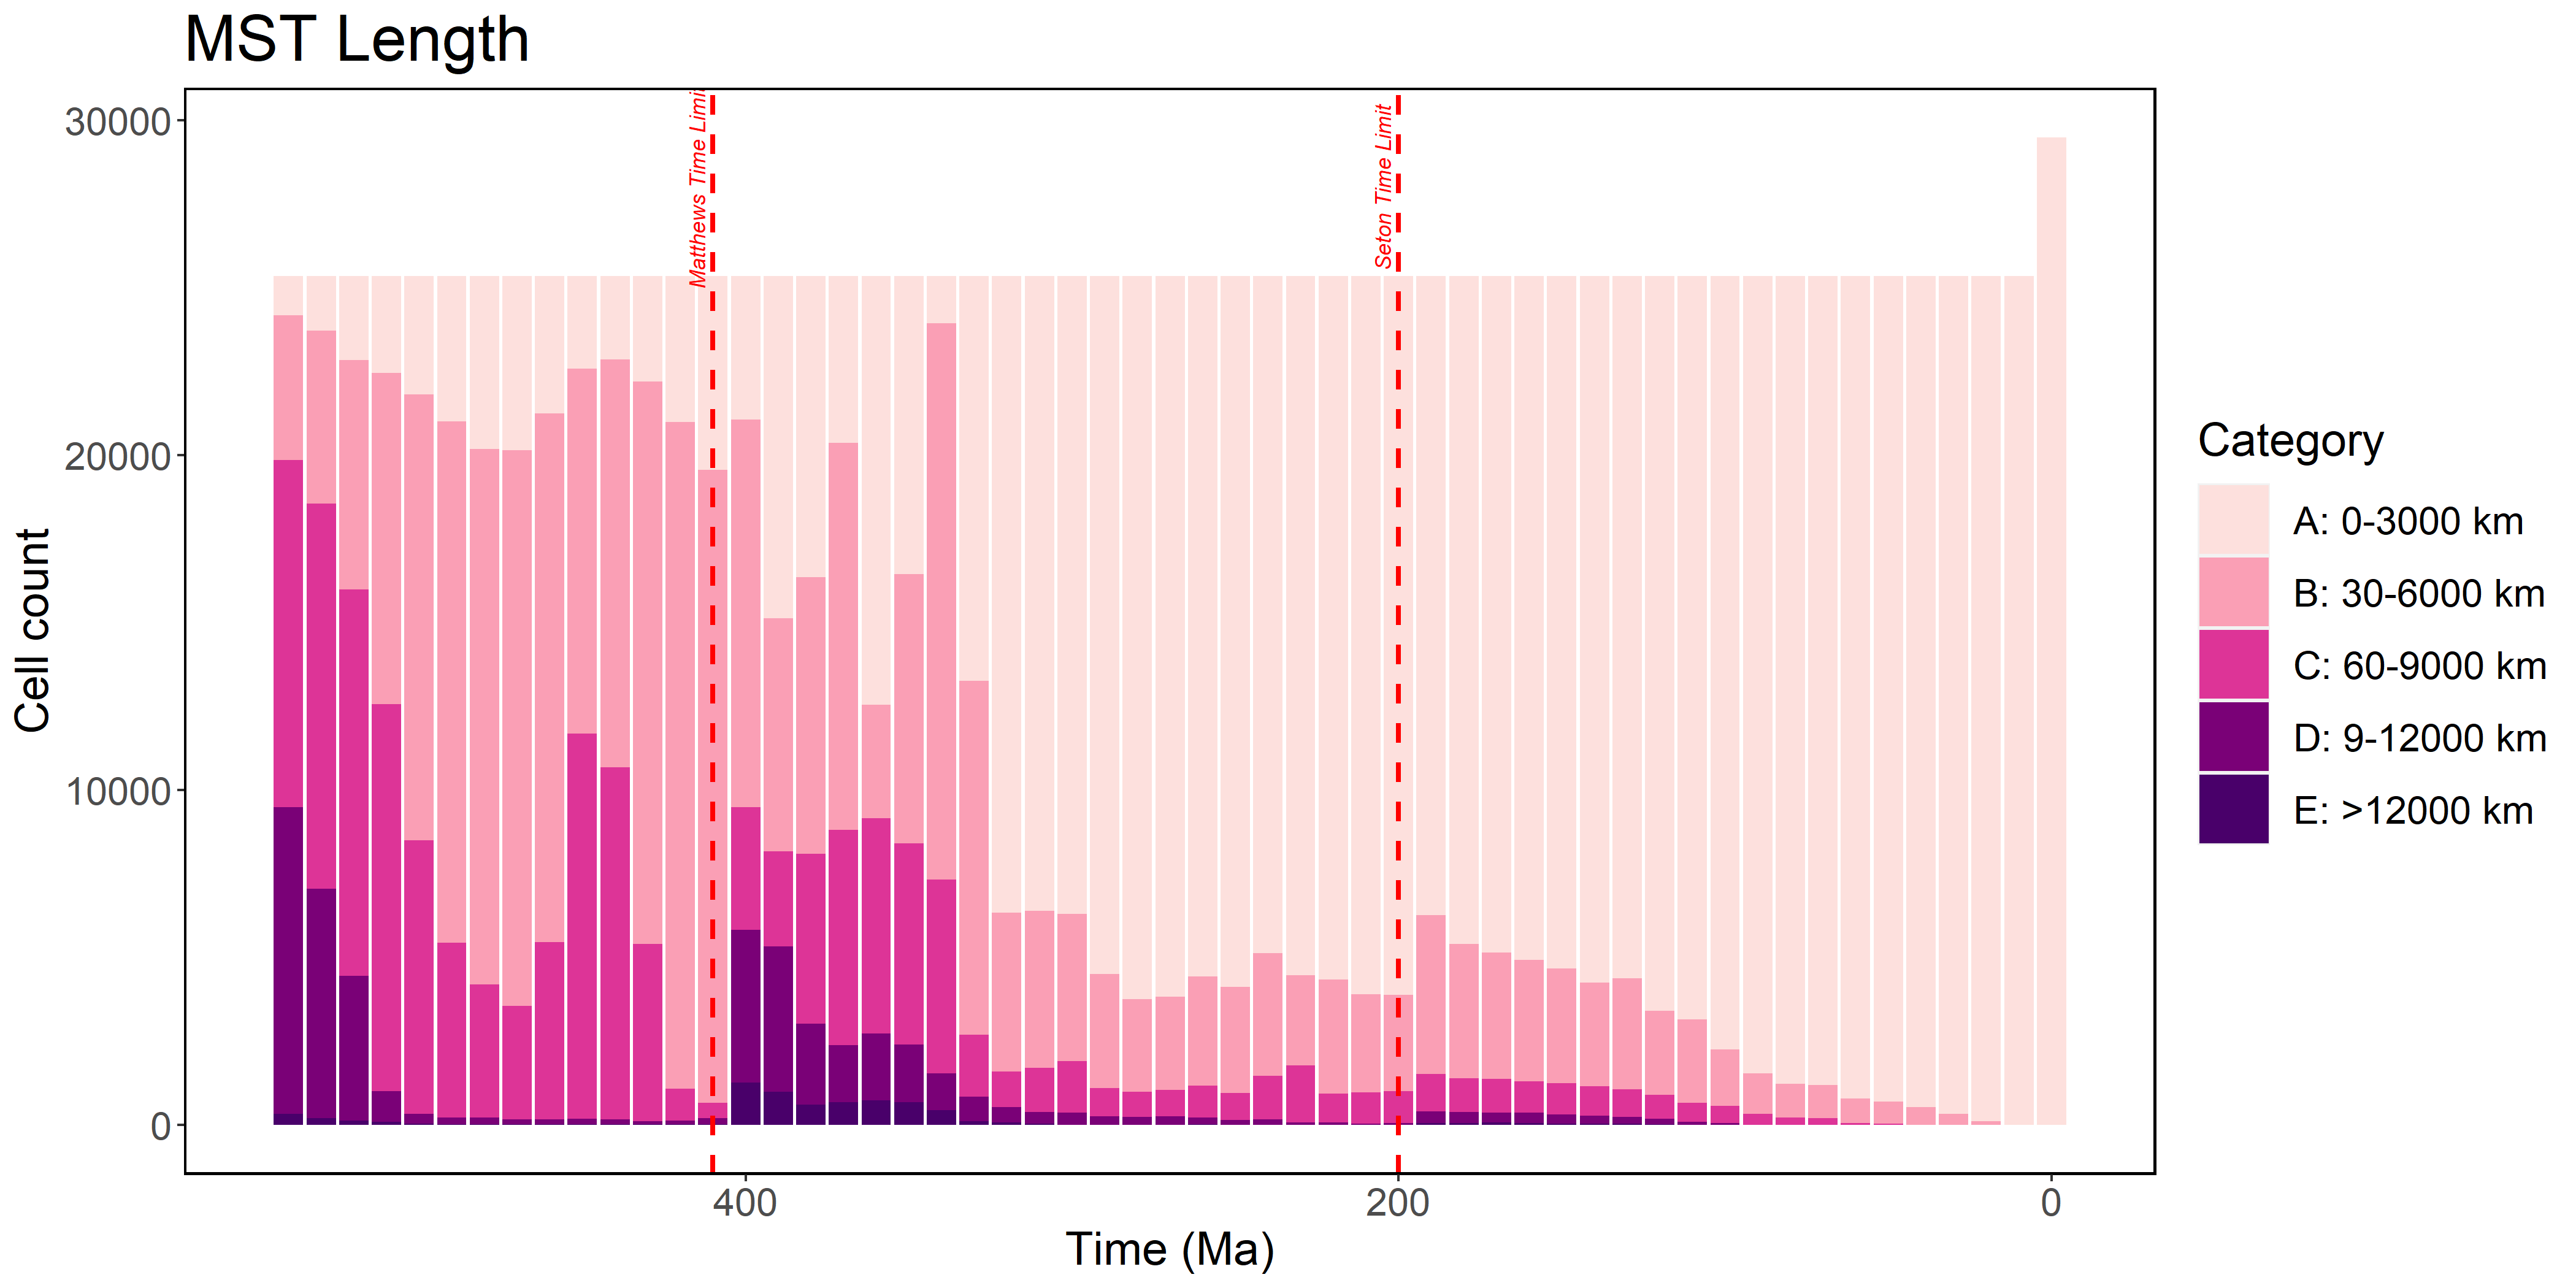 MST Length
30000
20000
10000
0
Cell count
Matthews Time Limit
Seton Time Limit
400
200
0
Time (Ma)
Category
A: 0-3000 km
B: 30-6000 km
C: 60-9000 km
D: 9-12000 km
E: >12000 km